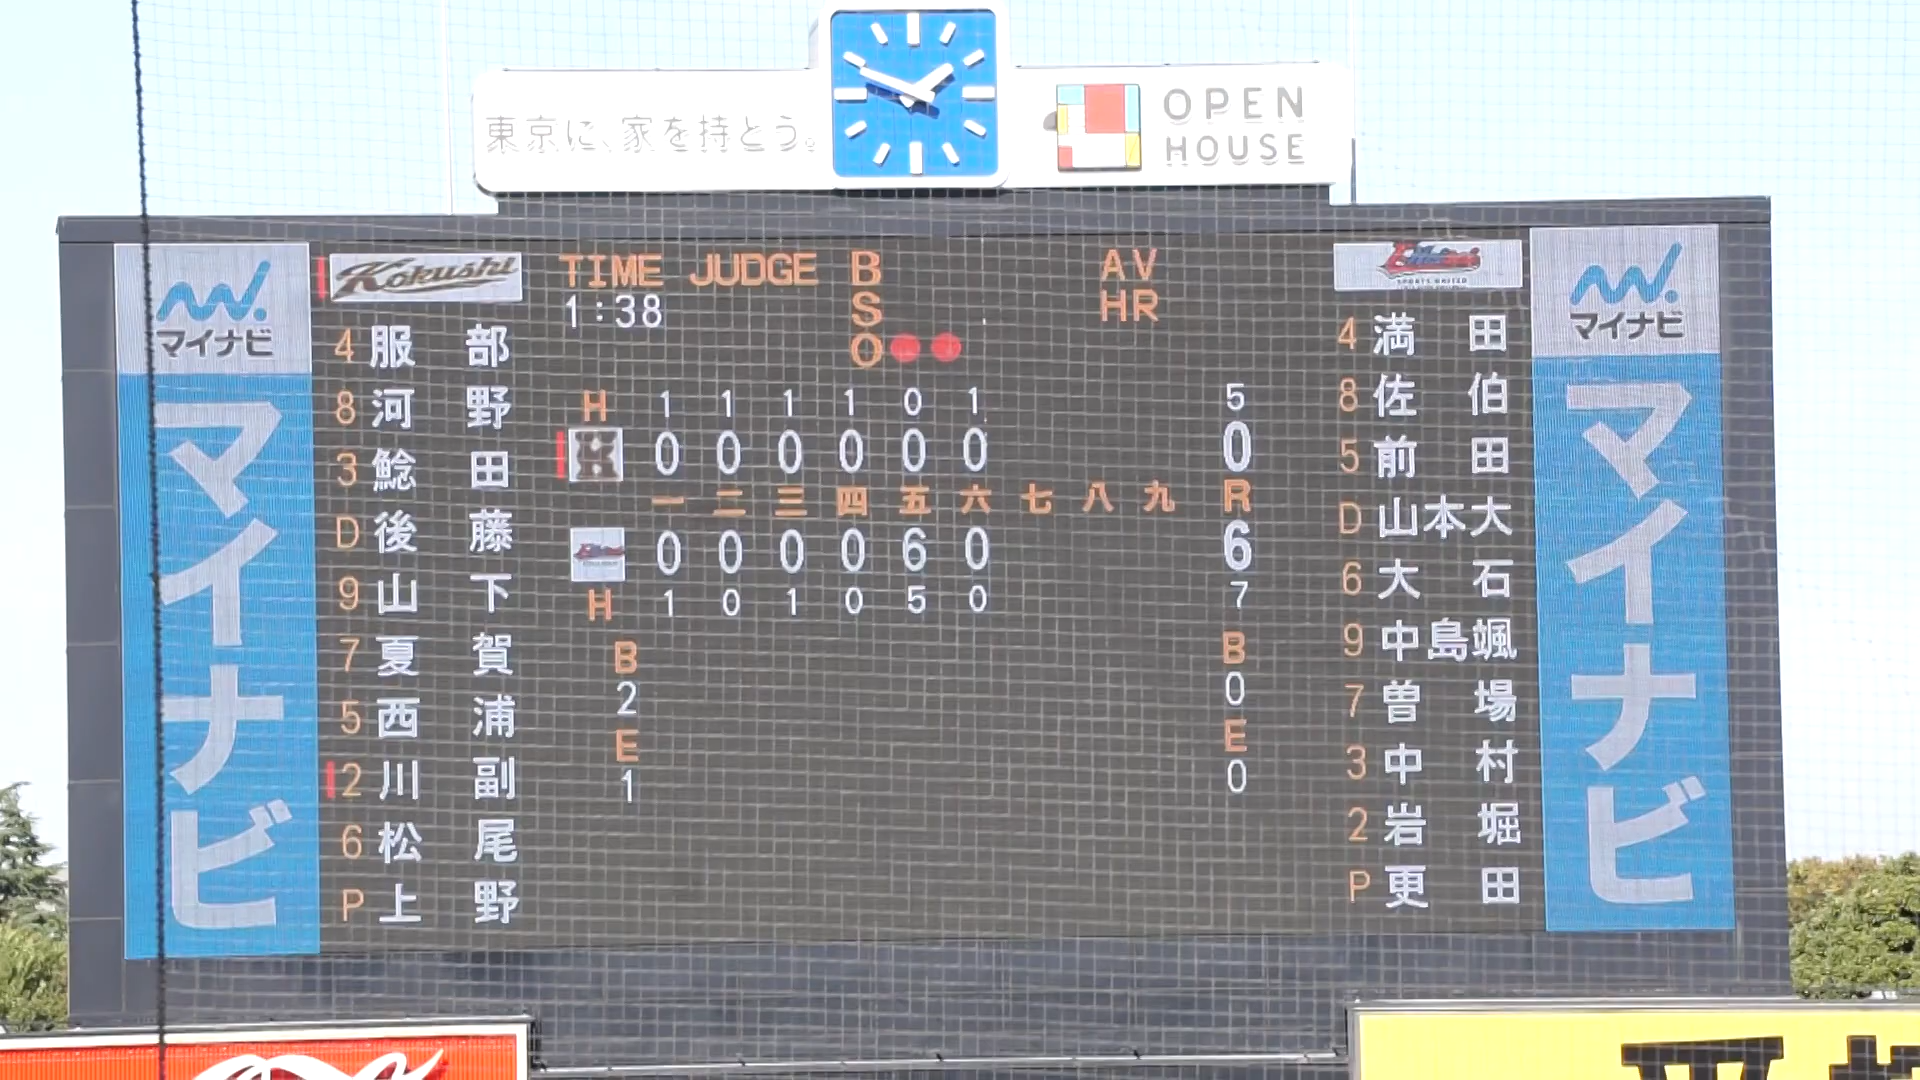 東京に、家を持とう。
OPEN
HOUSE
マイナビ
マイナビ
Kokushi
4 服部
8 河野
3 鯰田
D 後藤
9 山下
7 夏賀
5 西浦
2 川副
6 松尾
P 上野
TIME JUDGE
1:38
B
S
O
AV
HR
H 1 1 1 1 0 1 5
K 0 0 0 0 0 0 0
一 二 三 四 五 六 七 八 九 R
0 0 0 0 6 0 6
H 1 0 1 0 5 0 7
B B
2 0
E E
1 0
SPORTS UNITED
4 満田
8 佐伯
5 前田
D 山本大
6 大石
9 中島颯
7 曽場
3 中村
2 岩堀
P 更田
マイナビ
マイナビ